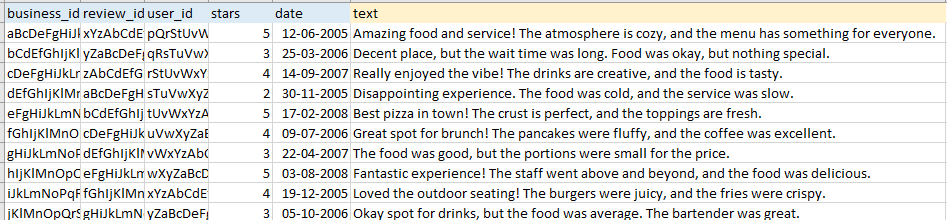 business_id review_id user_id stars date text
aBcDeFgHiJk xYzAbCdE pQrStUvW 5 12-06-2005 Amazing food and service! The atmosphere is cozy, and the menu has something for everyone.
bCdEfGhIjKl yZaBcDeF qRsTuVwX 3 25-03-2006 Decent place, but the wait time was long. Food was okay, but nothing special.
cDeFgHiJkL zAbCdEfG rStUvWxY 4 14-09-2007 Really enjoyed the vibe! The drinks are creative, and the food is tasty.
dEfGhIjKlM aBcDeFgH sTuVwXyZ 2 30-11-2005 Disappointing experience. The food was cold, and the service was slow.
eFgHiJkLmN bCdEfGhIj tUvWxYzA 5 17-02-2008 Best pizza in town! The crust is perfect, and the toppings are fresh.
fGhIjKlMnO cDeFgHiJk uVwXyZaB 4 09-07-2006 Great spot for brunch! The pancakes were fluffy, and the coffee was excellent.
gHiJkLmNoP dEfGhIjKl vWxYzAbC 3 22-04-2007 The food was good, but the portions were small for the price.
hIjKlMnOpQ eFgHiJkL wXyZaBcD 5 03-08-2008 Fantastic experience! The staff went above and beyond, and the food was delicious.
iJkLmNoPqR fGhIjKlMn xYzAbCdE 4 19-12-2005 Loved the outdoor seating! The burgers were juicy, and the fries were crispy.
jKlMnOpQrS gHiJkLmN yZaBcDeF 3 05-10-2006 Okay spot for drinks, but the food was average. The bartender was great.